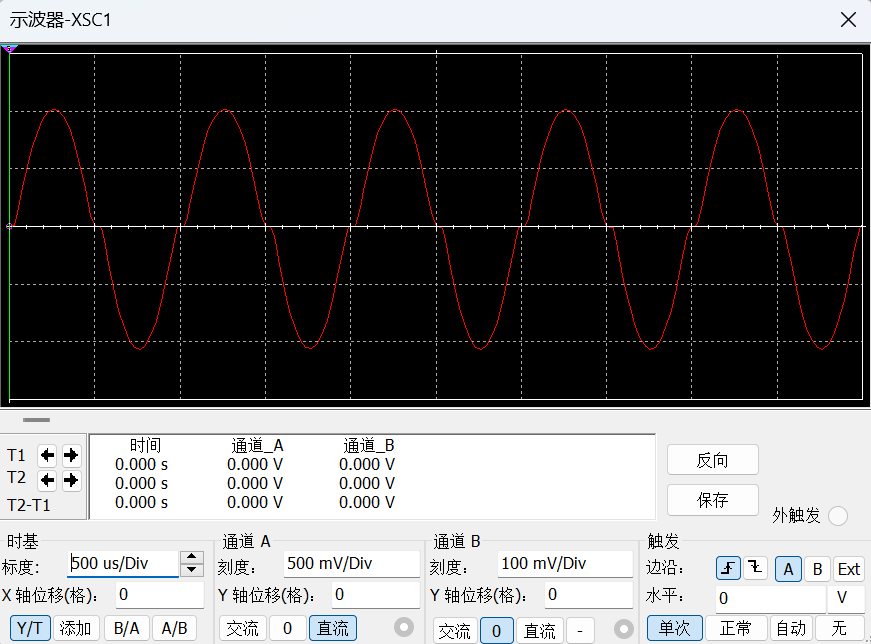 示波器-XSC1
时间 通道_A 通道_B
T1 0.000 s 0.000 V 0.000 V
T2 0.000 s 0.000 V 0.000 V
T2-T1 0.000 s 0.000 V 0.000 V
反向
保存
外触发
时基
标度: 500 us/Div
X 轴位移(格): 0
Y/T 添加 B/A A/B
通道 A
刻度: 500 mV/Div
Y 轴位移(格): 0
交流 0 直流
通道 B
刻度: 100 mV/Div
Y 轴位移(格): 0
交流 0 直流 -
触发
边沿: A B Ext
水平: 0 V
单次 正常 自动 无